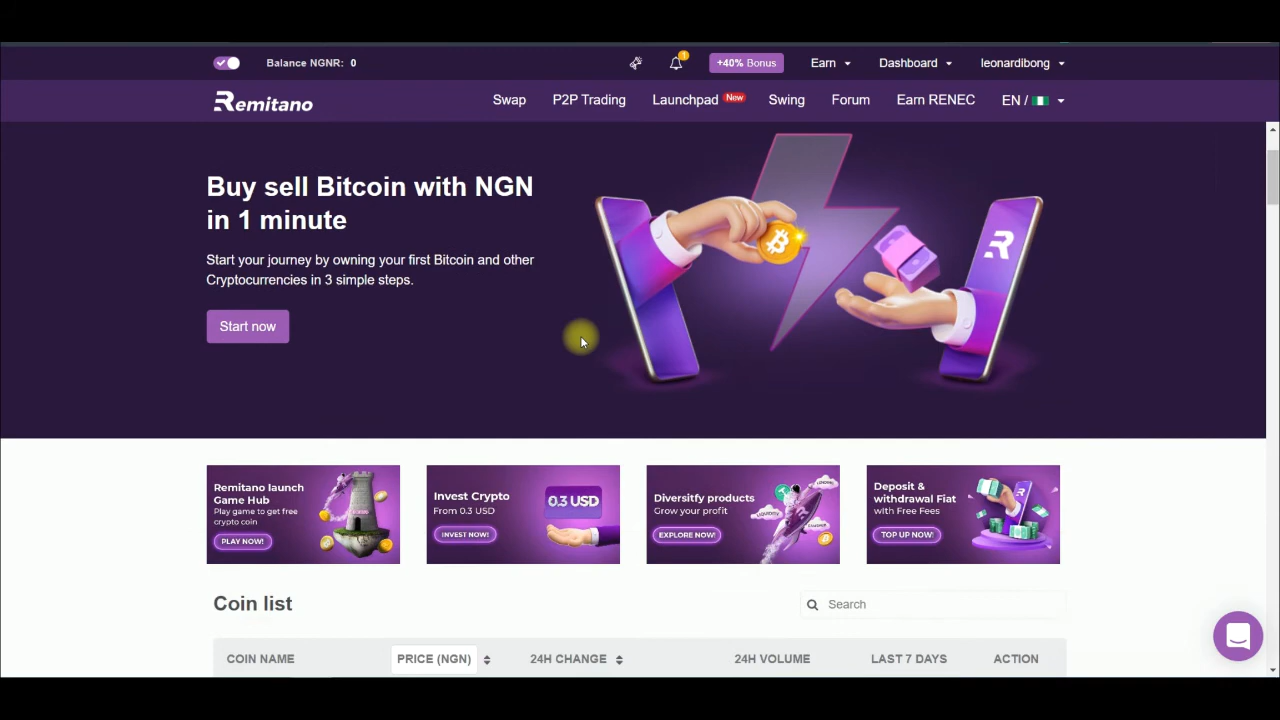 Balance NGNR: 0
1
+40% Bonus
Earn
Dashboard
leonardibong
Remitano
Swap
P2P Trading
Launchpad New
Swing
Forum
Earn RENEC
EN /
Buy sell Bitcoin with NGN
in 1 minute
Start your journey by owning your first Bitcoin and other
Cryptocurrencies in 3 simple steps.
Start now
Remitano launch
Game Hub
Play game to get free
crypto coin
PLAY NOW!
Invest Crypto
From 0.3 USD
INVEST NOW!
0.3 USD
Diversitfy products
Grow your profit
EXPLORE NOW!
Deposit &
withdrawal Fiat
with Free Fees
TOP UP NOW!
Coin list
Search
COIN NAME
PRICE (NGN)
24H CHANGE
24H VOLUME
LAST 7 DAYS
ACTION